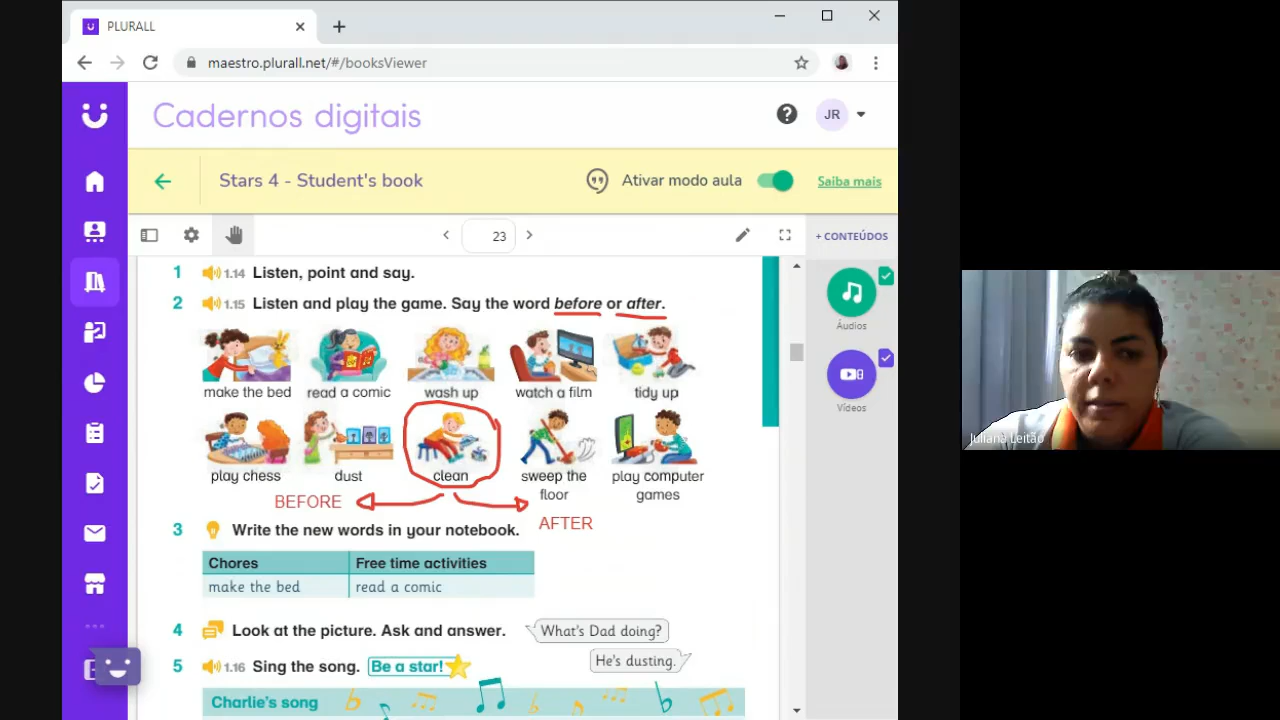 PLURALL
maestro.plurall.net/#/booksViewer
Cadernos digitais
JR
Stars 4 - Student's book
Ativar modo aula
Saiba mais
23
+ CONTEÚDOS
1 1.14 Listen, point and say.
2 1.15 Listen and play the game. Say the word before or after.
make the bed read a comic wash up watch a film tidy up
play chess dust clean sweep the floor play computer games
BEFORE
AFTER
3 Write the new words in your notebook.
Chores Free time activities
make the bed read a comic
4 Look at the picture. Ask and answer.
What's Dad doing?
He's dusting.
5 1.16 Sing the song. Be a star!
Charlie's song
Áudios
Vídeos
Juliana Leitão